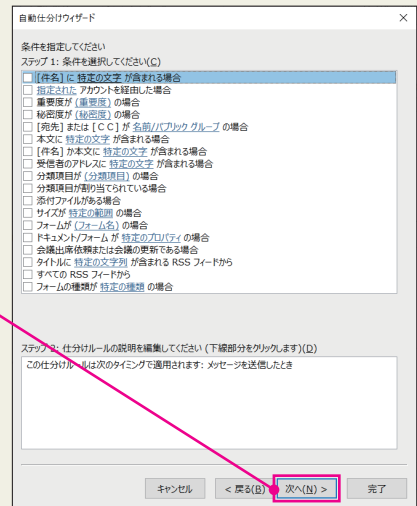 自動仕分けウィザード
条件を指定してください
ステップ 1: 条件を選択してください(C)
[件名] に 特定の文字 が含まれる場合
指定された アカウントを経由した場合
重要度が (重要度) の場合
秘密度が (秘密度) の場合
[宛先] または [CC] が 名前/パブリック グループ の場合
本文に 特定の文字 が含まれる場合
[件名] か本文に 特定の文字 が含まれる場合
受信者のアドレスに 特定の文字 が含まれる場合
分類項目が (分類項目) の場合
分類項目が割り当てられている場合
添付ファイルがある場合
サイズが 特定の範囲 の場合
フォームが (フォーム名) の場合
ドキュメント/フォーム が 特定のプロパティ の場合
会議出席依頼または会議の更新である場合
タイトルに 特定の文字列 が含まれる RSS フィードから
すべての RSS フィードから
フォームの種類が 特定の種類 の場合
ステップ 2: 仕分けルールの説明を編集してください (下線部分をクリックします)(D)
この仕分けルールは次のタイミングで適用されます: メッセージを送信したとき
キャンセル < 戻る(B) 次へ(N) > 完了